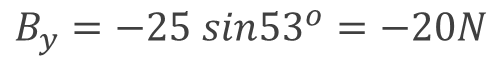 B_y = −25 sin53^o = −20N